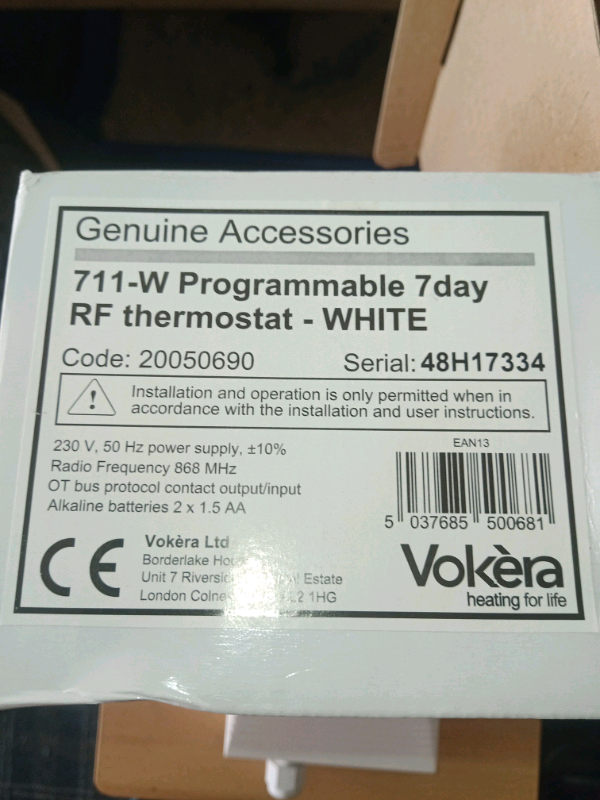 Genuine Accessories
711-W Programmable 7day
RF thermostat - WHITE
Code: 20050690 Serial: 48H17334
Installation and operation is only permitted when in
accordance with the installation and user instructions.
230 V, 50 Hz power supply, ±10%
Radio Frequency 868 MHz
OT bus protocol contact output/input
Alkaline batteries 2 x 1.5 AA
EAN13
5 037685 500681
CE
Vokèra Ltd
Borderlake
Unit 7 Estate
London 1HG
Vokèra
heating for life